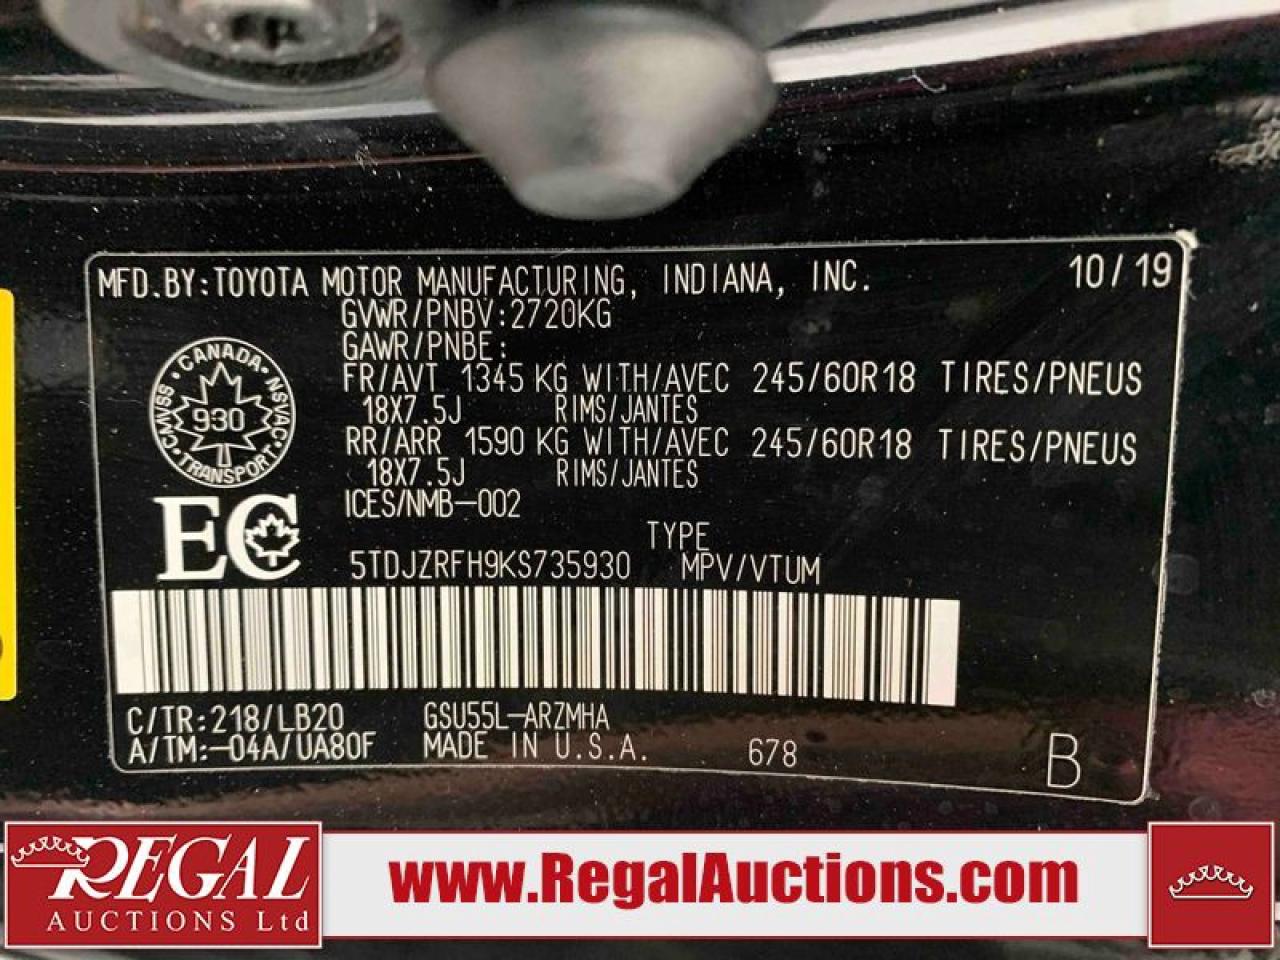 MFD.BY:TOYOTA MOTOR MANUFACTURING, INDIANA, INC. 10/19
GVWR/PNBV:2720KG
GAWR/PNBE:
FR/AVT 1345 KG WITH/AVEC 245/60R18 TIRES/PNEUS
18X7.5J RIMS/JANTES
RR/ARR 1590 KG WITH/AVEC 245/60R18 TIRES/PNEUS
18X7.5J RIMS/JANTES
ICES/NMB-002
CANADA · NSVAC · TRANSPORT · CMVSS ·
930
EC
TYPE
5TDJZRFH9KS735930 MPV/VTUM
C/TR:218/LB20 GSU55L-ARZMHA
A/TM:-04A/UA80F MADE IN U.S.A. 678 B
REGAL
AUCTIONS Ltd
www.RegalAuctions.com